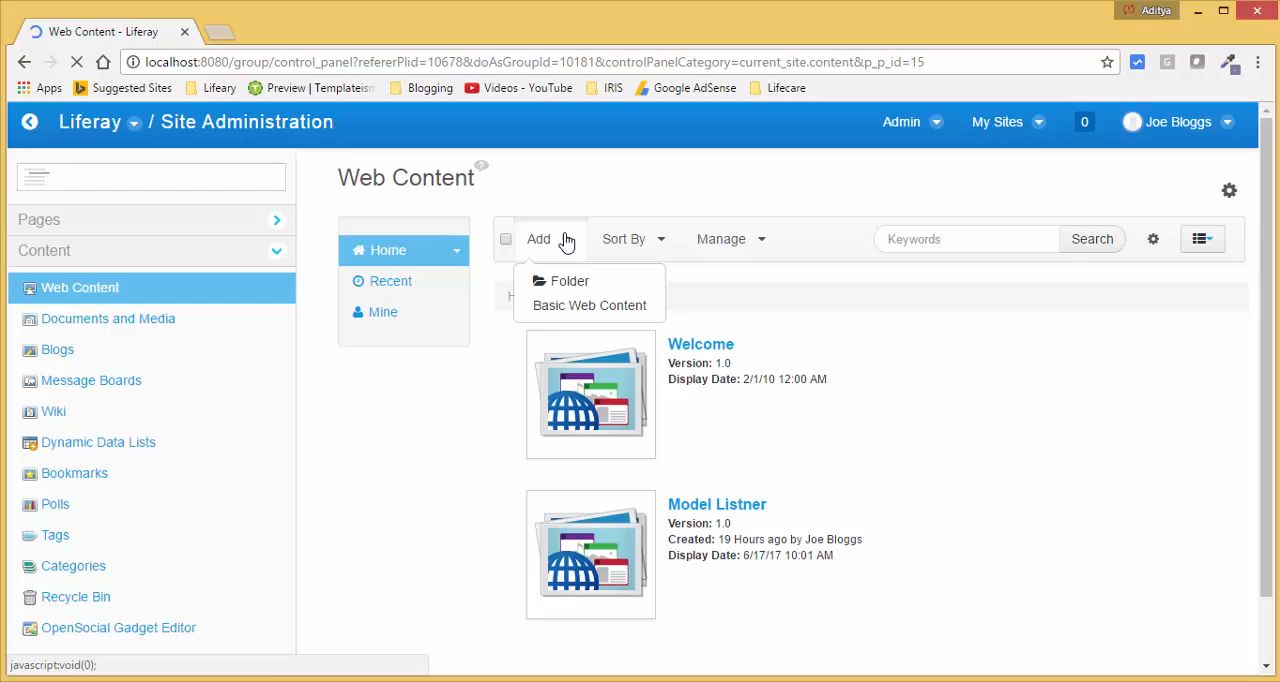 Aditya
Web Content - Liferay
localhost:8080/group/control_panel?refererPlid=10678&doAsGroupId=10181&controlPanelCategory=current_site.content&p_p_id=15
Apps Suggested Sites Liferay Preview | Templateism Blogging Videos - YouTube IRIS Google AdSense Lifecare
Liferay / Site Administration Admin My Sites 0 Joe Bloggs
Web Content
Pages
Content
Web Content
Documents and Media
Blogs
Message Boards
Wiki
Dynamic Data Lists
Bookmarks
Polls
Tags
Categories
Recycle Bin
OpenSocial Gadget Editor
Home
Recent
Mine
Add Sort By Manage Keywords Search
Folder
Basic Web Content
Welcome
Version: 1.0
Display Date: 2/1/10 12:00 AM
Model Listner
Version: 1.0
Created: 19 Hours ago by Joe Bloggs
Display Date: 6/17/17 10:01 AM
javascript:void(0);